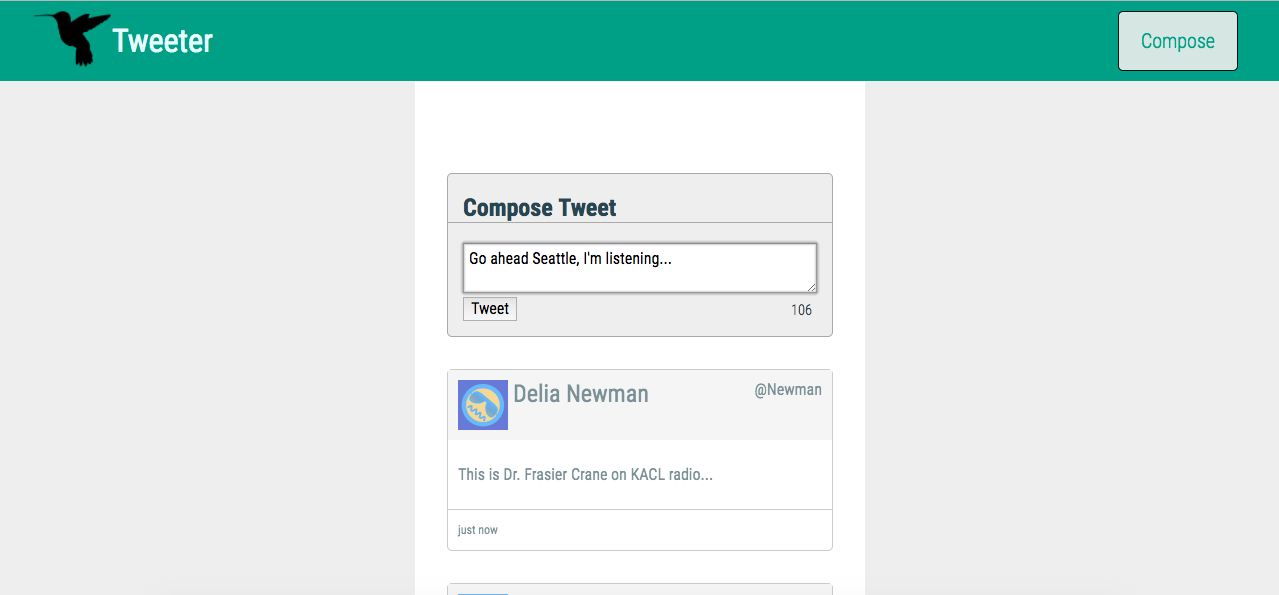 Tweeter
Compose
Compose Tweet
Go ahead Seattle, I'm listening...
Tweet
106
Delia Newman
@Newman
This is Dr. Frasier Crane on KACL radio...
just now